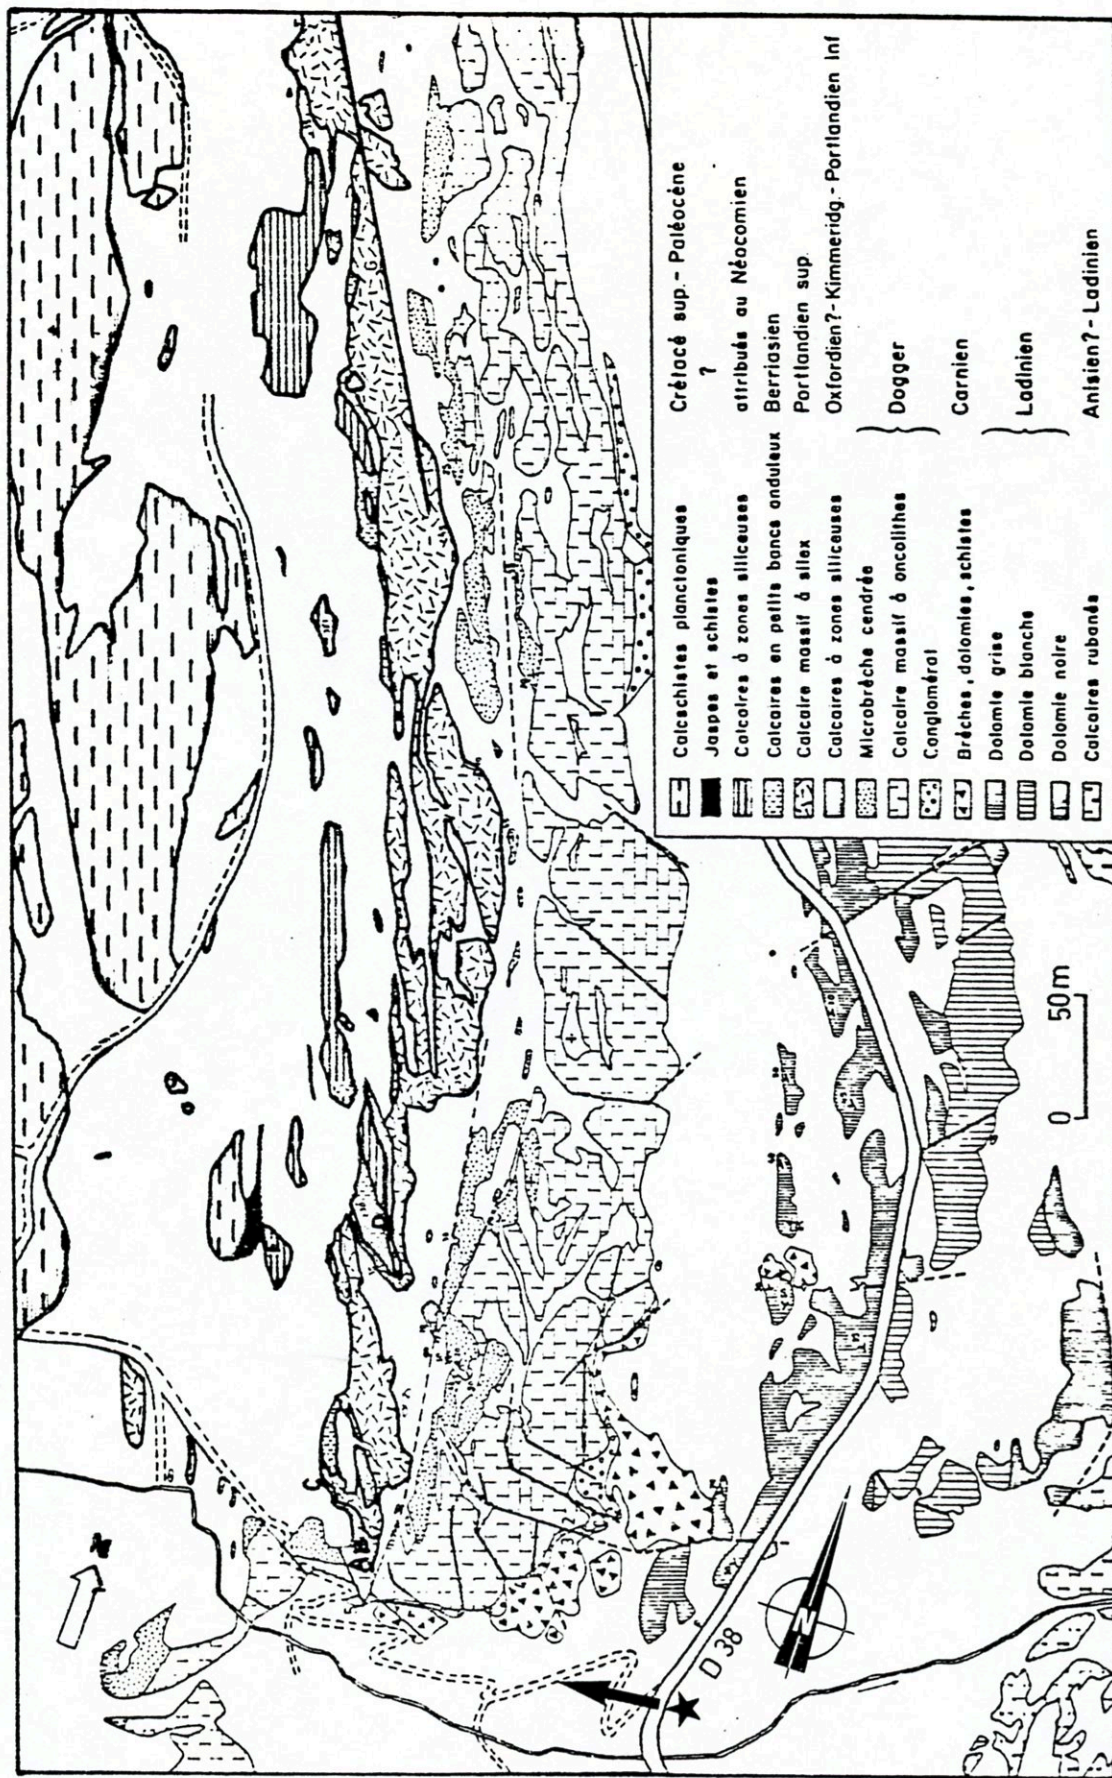 Calcschistes planctoniques Crétacé sup. - Paléocène
Jaspes et schistes ?
Calcaires à zones siliceuses attribués au Néocomien
Calcaires en petits bancs onduleux Berriasien
Calcaire massif à silex Portlandien sup.
Calcaires à zones siliceuses Oxfordien?-Kimmeridg.- Portlandien Inf
Microbrèche cendrée
Calcaire massif à oncolithes
Dogger
Conglomérat
Brèches, dolomies, schistes Carnien
Dolomie grise
Dolomie blanche
Ladinien
Dolomie noire
Calcaires rubanés Anisien?-Ladinien
0 50m
D 38
N
A
B
C
D
G